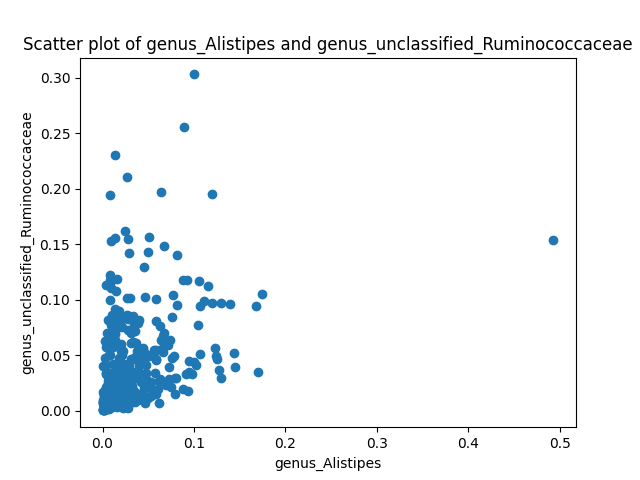 Scatter plot of genus_Alistipes and genus_unclassified_Ruminococcaceae
0.30
0.25
0.20
0.15
0.10
0.05
0.00
genus_unclassified_Ruminococcaceae
0.0 0.1 0.2 0.3 0.4 0.5
genus_Alistipes